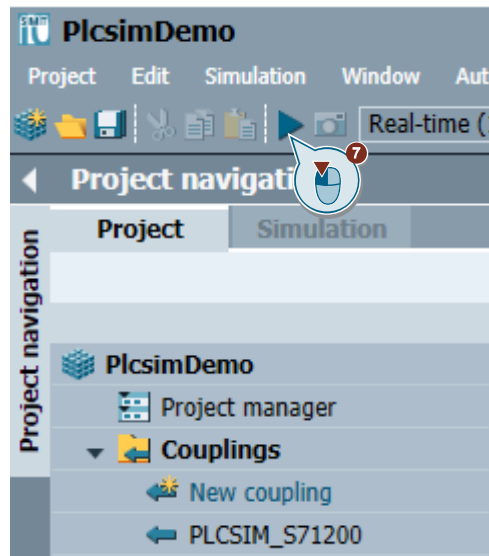 PlcsimDemo
Project Edit Simulation Window Aut
Real-time (
7
Project navigati
Project navigation
Project Simulation
PlcsimDemo
Project manager
Couplings
New coupling
PLCSIM_S71200